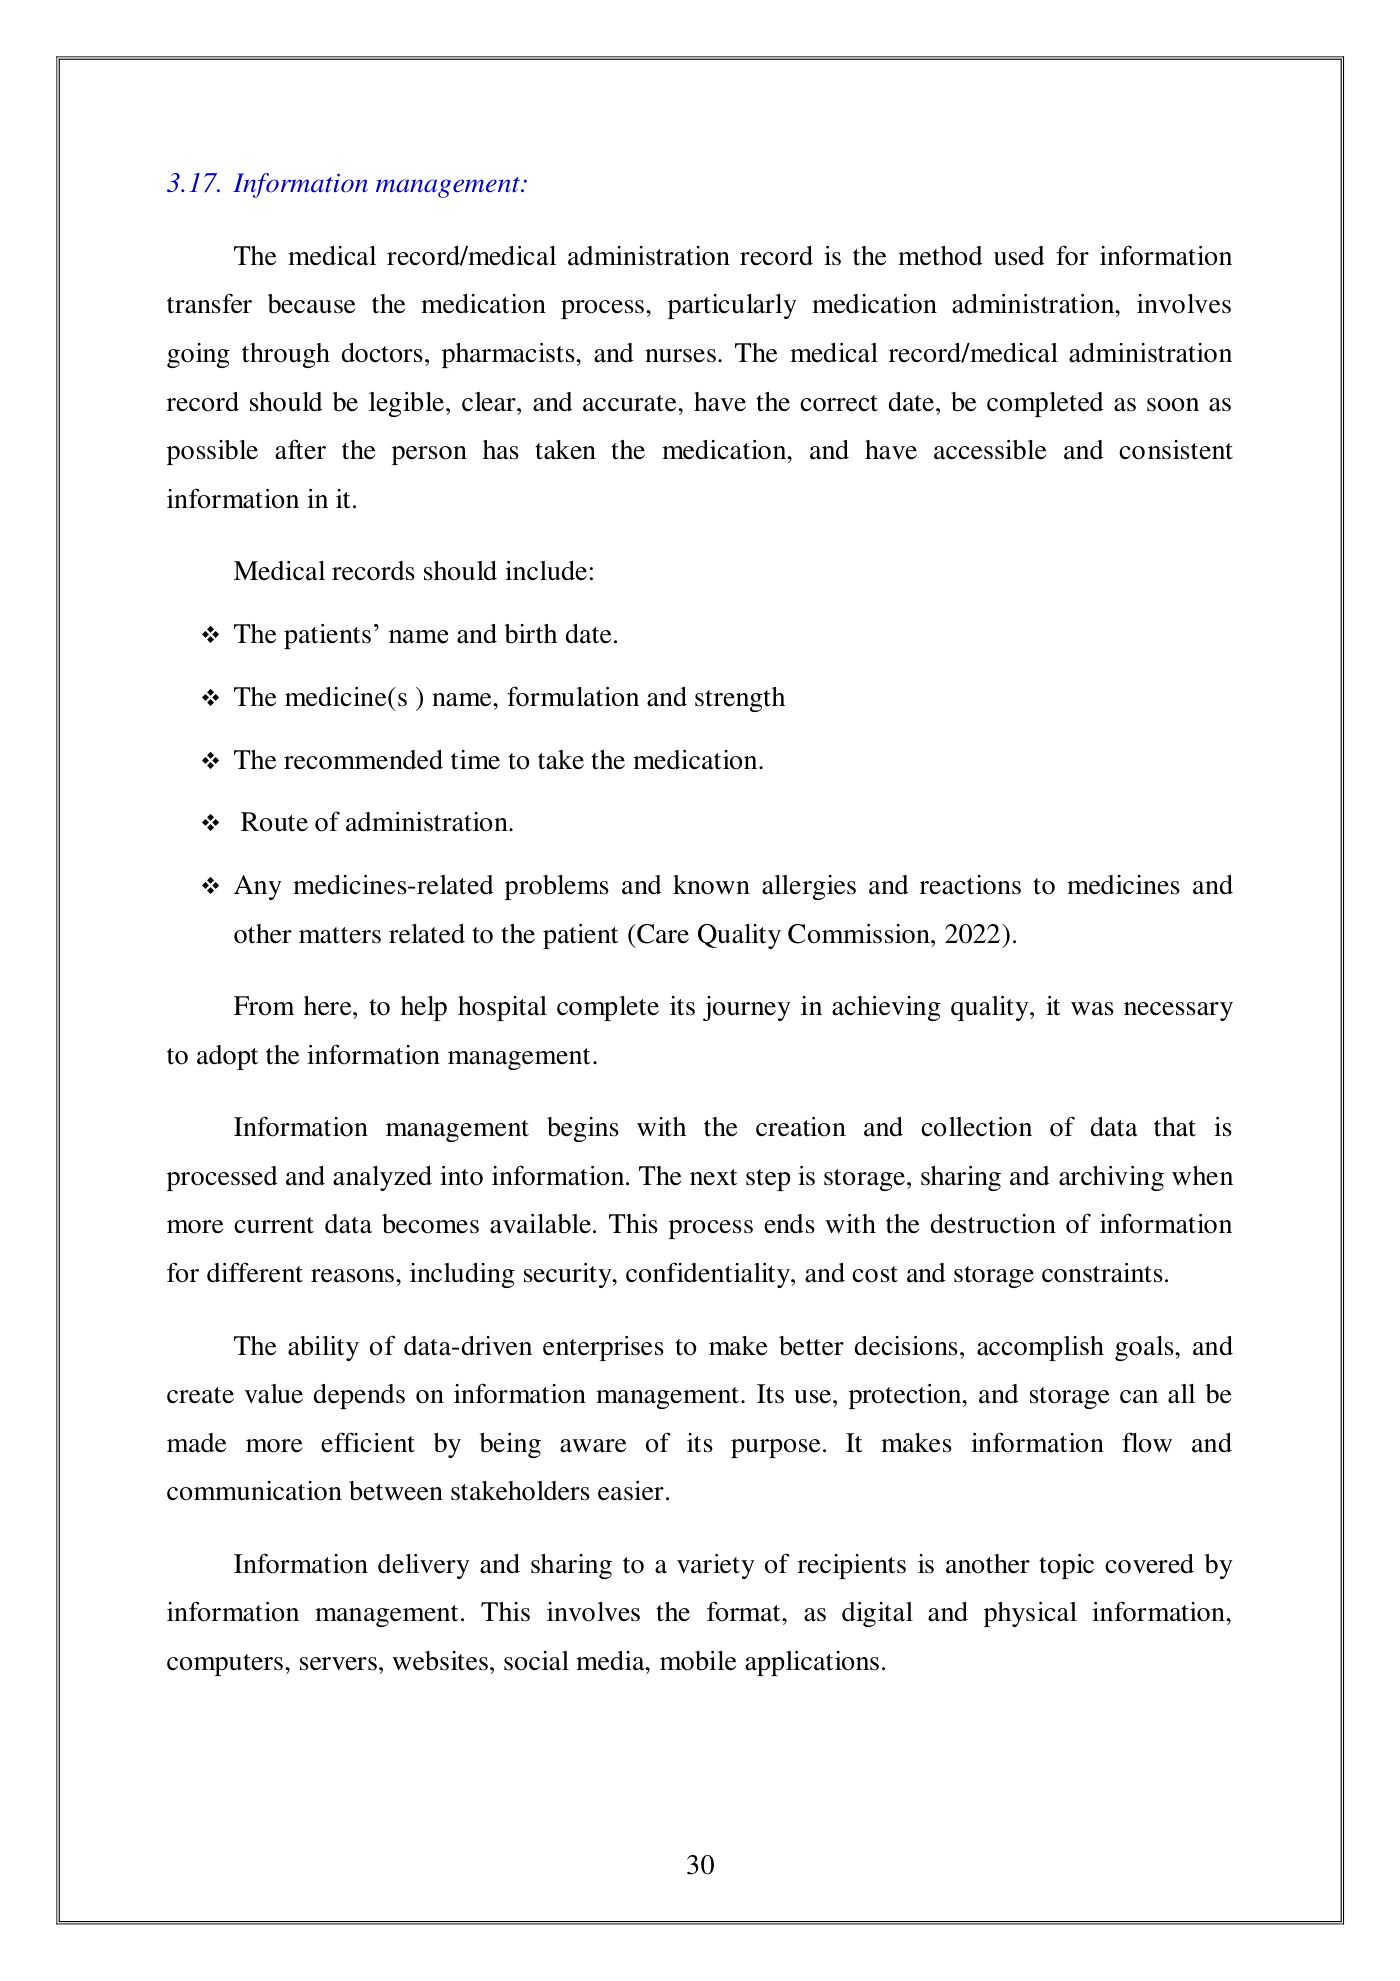 3.17. Information management:
The medical record/medical administration record is the method used for information
transfer because the medication process, particularly medication administration, involves
going through doctors, pharmacists, and nurses. The medical record/medical administration
record should be legible, clear, and accurate, have the correct date, be completed as soon as
possible after the person has taken the medication, and have accessible and consistent
information in it.
Medical records should include:
❖ The patients’ name and birth date.
❖ The medicine(s ) name, formulation and strength
❖ The recommended time to take the medication.
❖ Route of administration.
❖ Any medicines-related problems and known allergies and reactions to medicines and
other matters related to the patient (Care Quality Commission, 2022).
From here, to help hospital complete its journey in achieving quality, it was necessary
to adopt the information management.
Information management begins with the creation and collection of data that is
processed and analyzed into information. The next step is storage, sharing and archiving when
more current data becomes available. This process ends with the destruction of information
for different reasons, including security, confidentiality, and cost and storage constraints.
The ability of data-driven enterprises to make better decisions, accomplish goals, and
create value depends on information management. Its use, protection, and storage can all be
made more efficient by being aware of its purpose. It makes information flow and
communication between stakeholders easier.
Information delivery and sharing to a variety of recipients is another topic covered by
information management. This involves the format, as digital and physical information,
computers, servers, websites, social media, mobile applications.
30